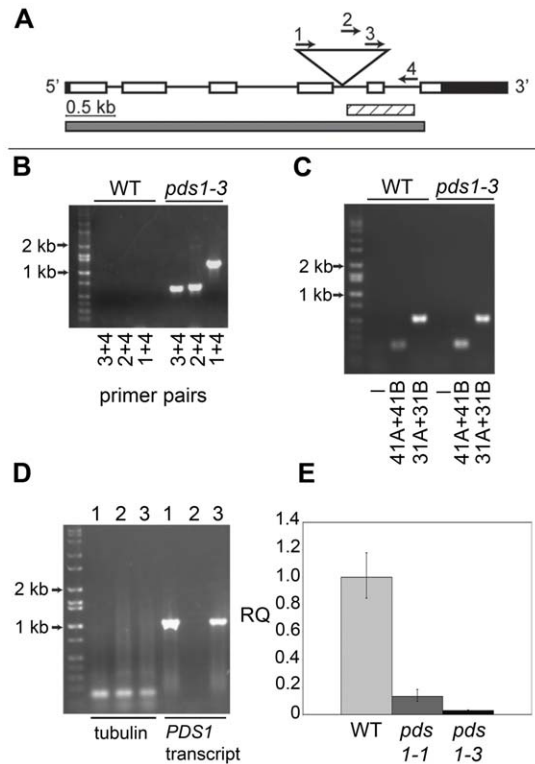 A
1
2
3
4
5'
3'
0.5 kb
B
WT
pds1-3
2 kb
1 kb
3+4
2+4
1+4
3+4
2+4
1+4
primer pairs
C
WT
pds1-3
2 kb
1 kb
–
41A+41B
31A+31B
–
41A+41B
31A+31B
D
1 2 3 1 2 3
2 kb
1 kb
tubulin
PDS1
transcript
E
RQ
1.4
1.2
1.0
0.8
0.6
0.4
0.2
0
WT
pds
1-1
pds
1-3